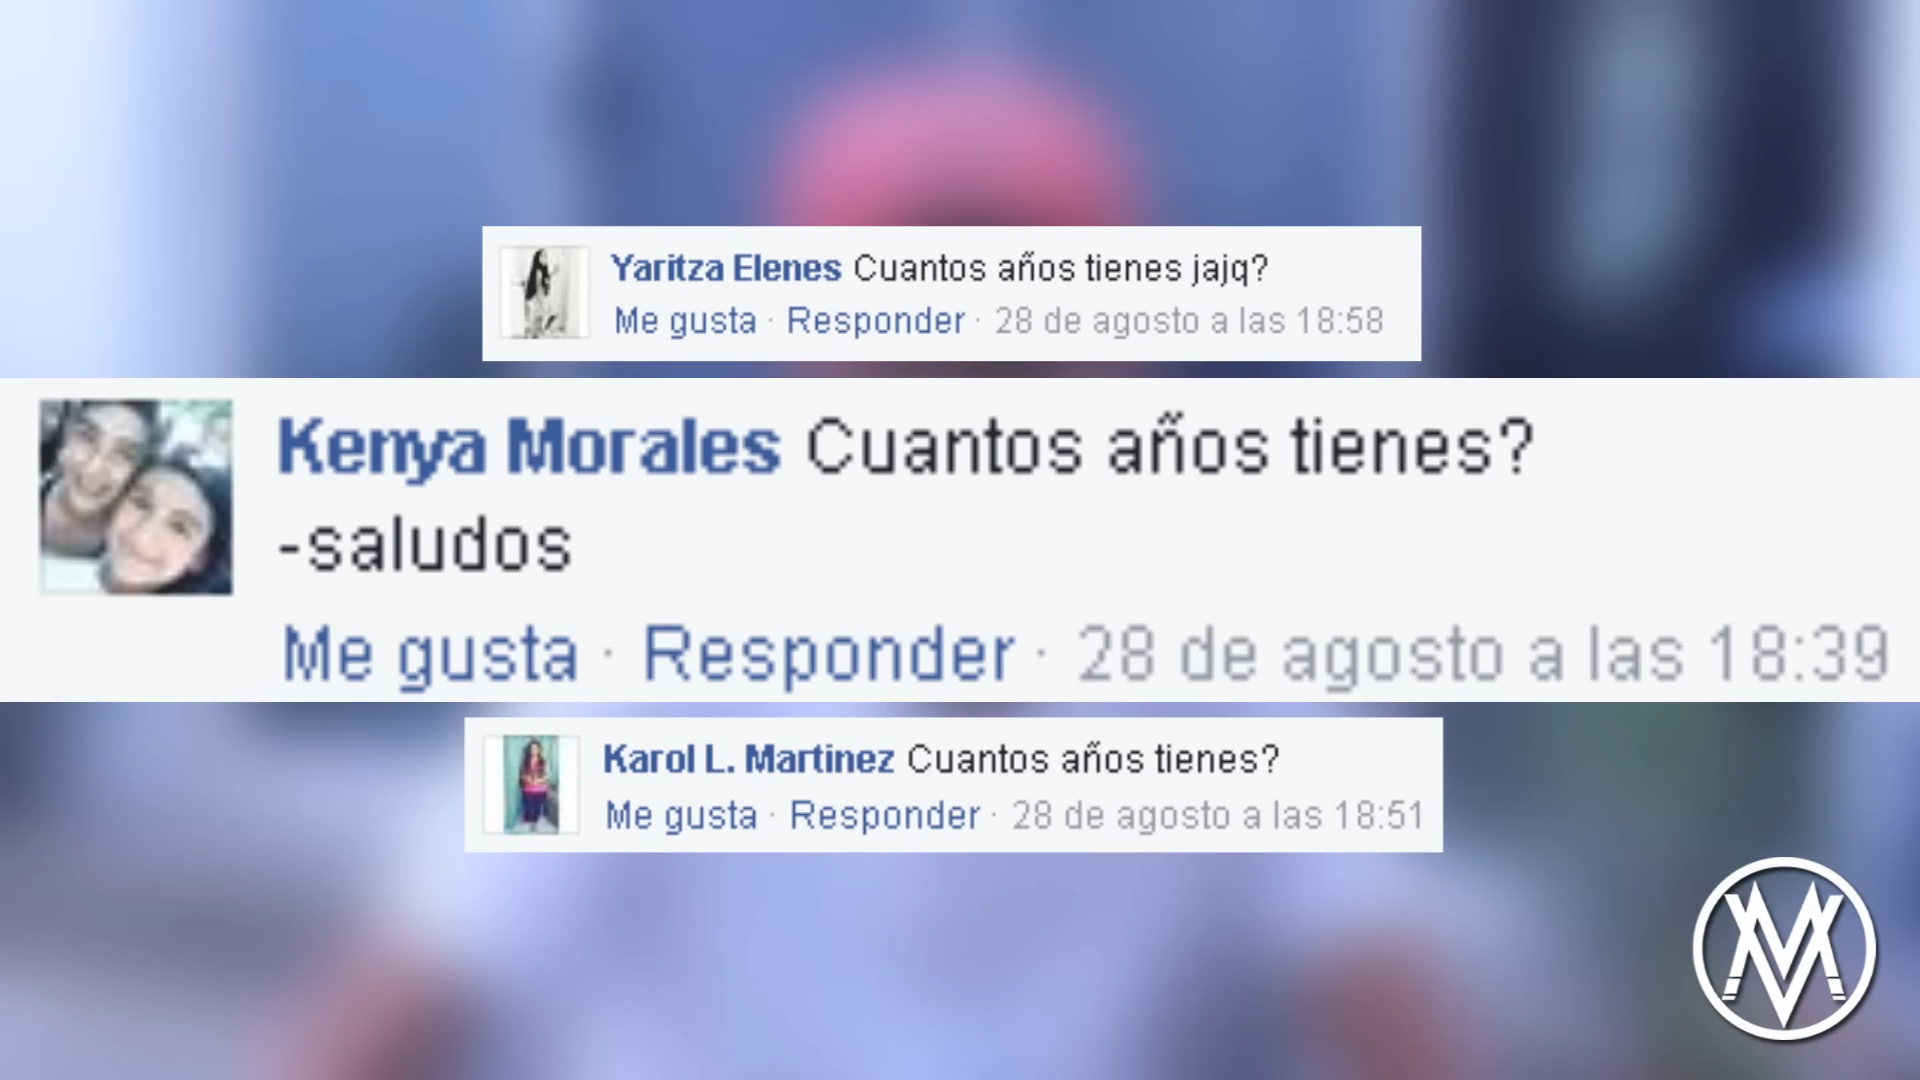 Yaritza Elenes Cuantos años tienes jajq?
Me gusta · Responder · 28 de agosto a las 18:58
Kenya Morales Cuantos años tienes?
-saludos
Me gusta · Responder · 28 de agosto a las 18:39
Karol L. Martinez Cuantos años tienes?
Me gusta · Responder · 28 de agosto a las 18:51